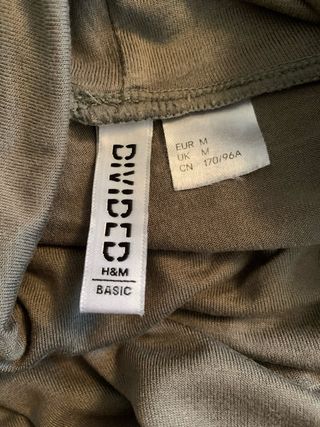 DIVIDED
H&M
BASIC
EUR M
UK M
CN 170/96A